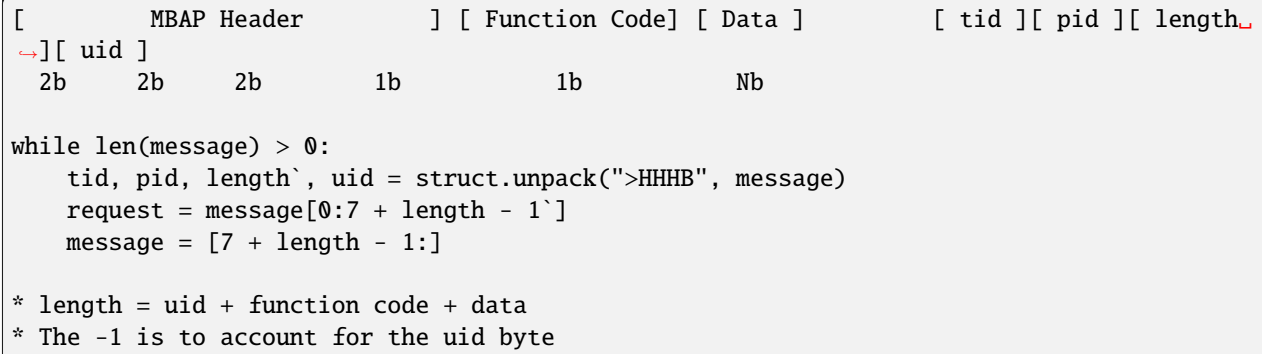 [         MBAP Header         ] [ Function Code] [ Data ]         [ tid ][ pid ][ length␣
↪][ uid ]
  2b     2b     2b       1b           1b           Nb
while len(message) > 0:
    tid, pid, length`, uid = struct.unpack(">HHHB", message)
    request = message[0:7 + length - 1`]
    message = [7 + length - 1:]
* length = uid + function code + data
* The -1 is to account for the uid byte